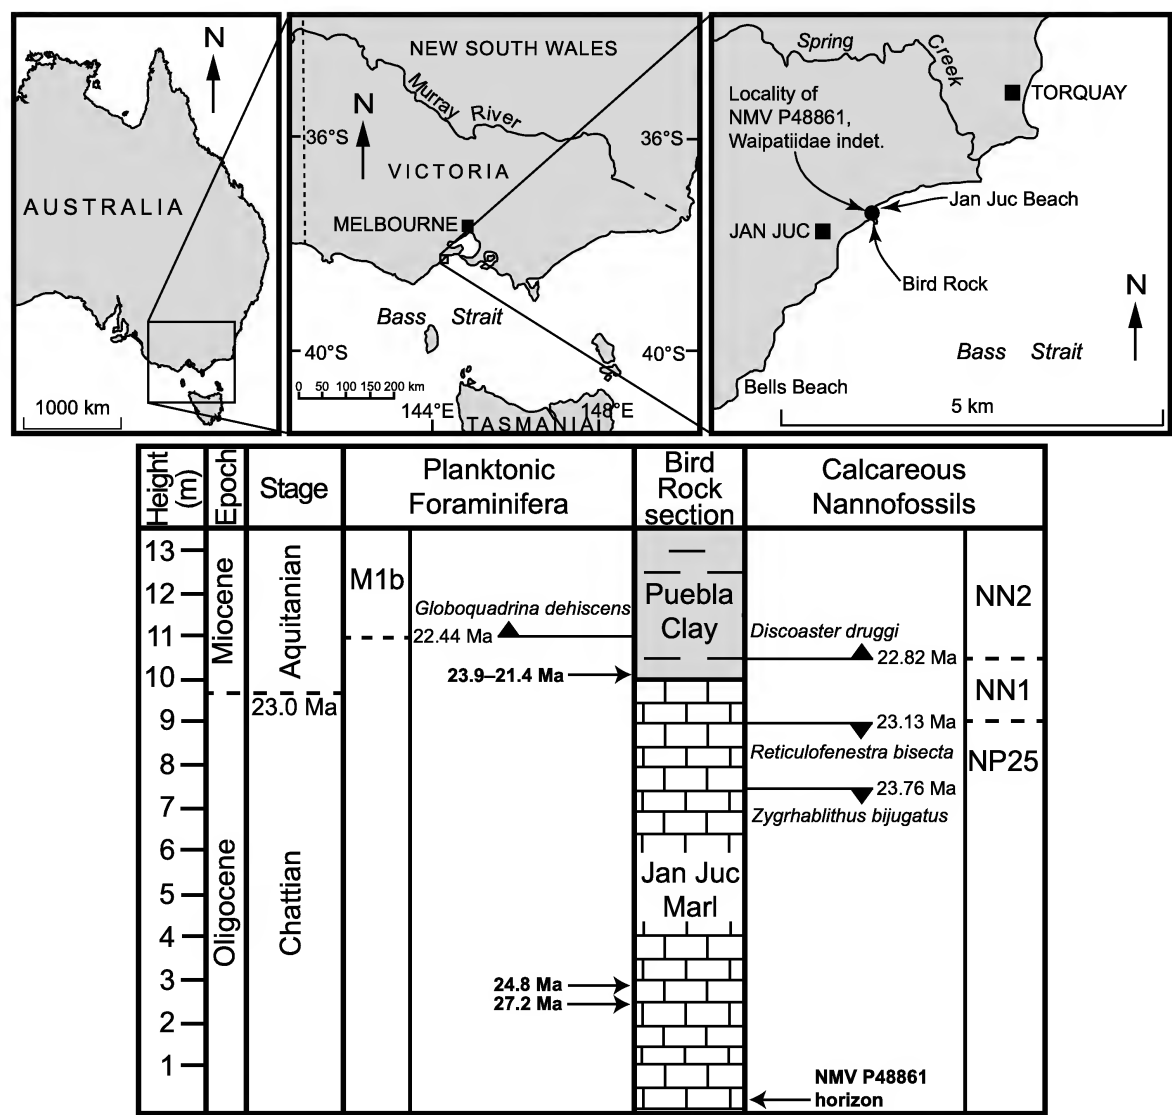 N
AUSTRALIA
1000 km
NEW SOUTH WALES
Murray River
N
36°S
36°S
VICTORIA
MELBOURNE
Bass Strait
40°S
40°S
0 50 100 150 200 km
144°E
148°E
TASMANIA
Spring Creek
TORQUAY
Locality of
NMV P48861,
Waipatiidae indet.
Jan Juc Beach
JAN JUC
Bird Rock
N
Bass Strait
Bells Beach
5 km
Height (m)
Epoch
Stage
Planktonic
Foraminifera
Bird
Rock
section
Calcareous
Nannofossils
13
12
11
10
9
8
7
6
5
4
3
2
1
Miocene
Oligocene
Aquitanian
23.0 Ma
Chattian
M1b
Globoquadrina dehiscens
22.44 Ma
23.9–21.4 Ma
24.8 Ma
27.2 Ma
Puebla
Clay
Jan Juc
Marl
Discoaster druggi
22.82 Ma
23.13 Ma
Reticulofenestra bisecta
23.76 Ma
Zygrhablithus bijugatus
NMV P48861
horizon
NN2
NN1
NP25